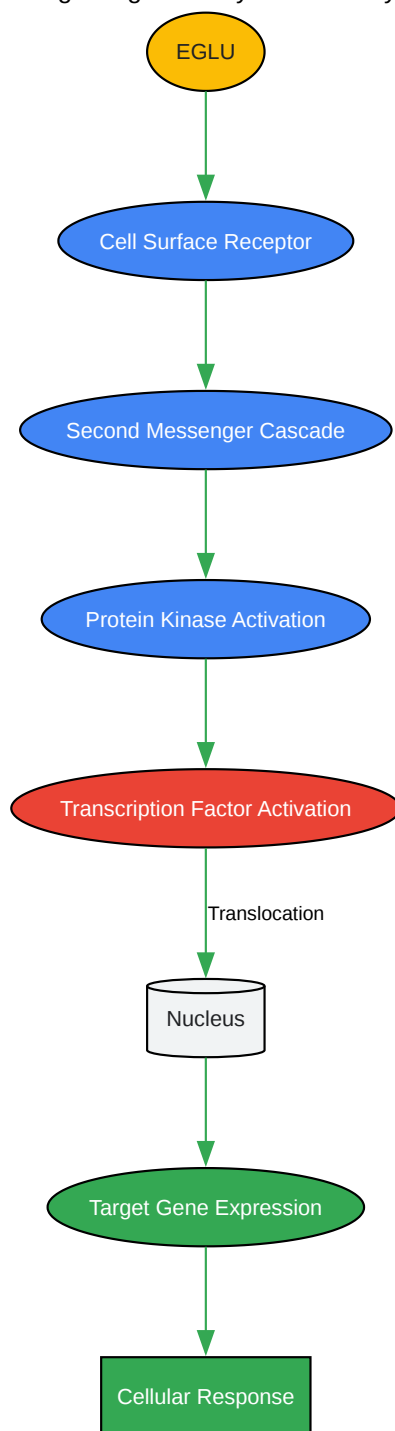 EGLU
Cell Surface Receptor
Second Messenger Cascade
Protein Kinase Activation
Transcription Factor Activation
Translocation
Nucleus
Target Gene Expression
Cellular Response